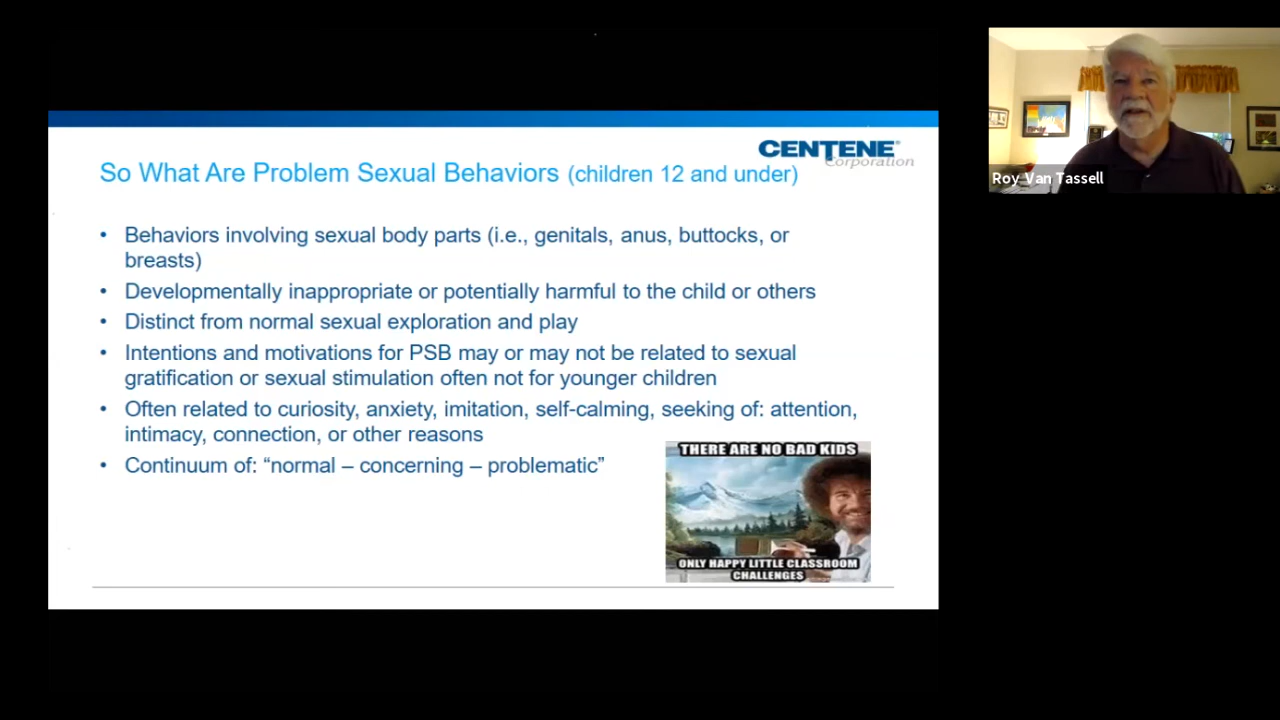 CENTENE®
Corporation
So What Are Problem Sexual Behaviors (children 12 and under)
• Behaviors involving sexual body parts (i.e., genitals, anus, buttocks, or
breasts)
• Developmentally inappropriate or potentially harmful to the child or others
• Distinct from normal sexual exploration and play
• Intentions and motivations for PSB may or may not be related to sexual
gratification or sexual stimulation often not for younger children
• Often related to curiosity, anxiety, imitation, self-calming, seeking of: attention,
intimacy, connection, or other reasons
• Continuum of: “normal – concerning – problematic”
THERE ARE NO BAD KIDS
ONLY HAPPY LITTLE CLASSROOM
CHALLENGES
Roy Van Tassell